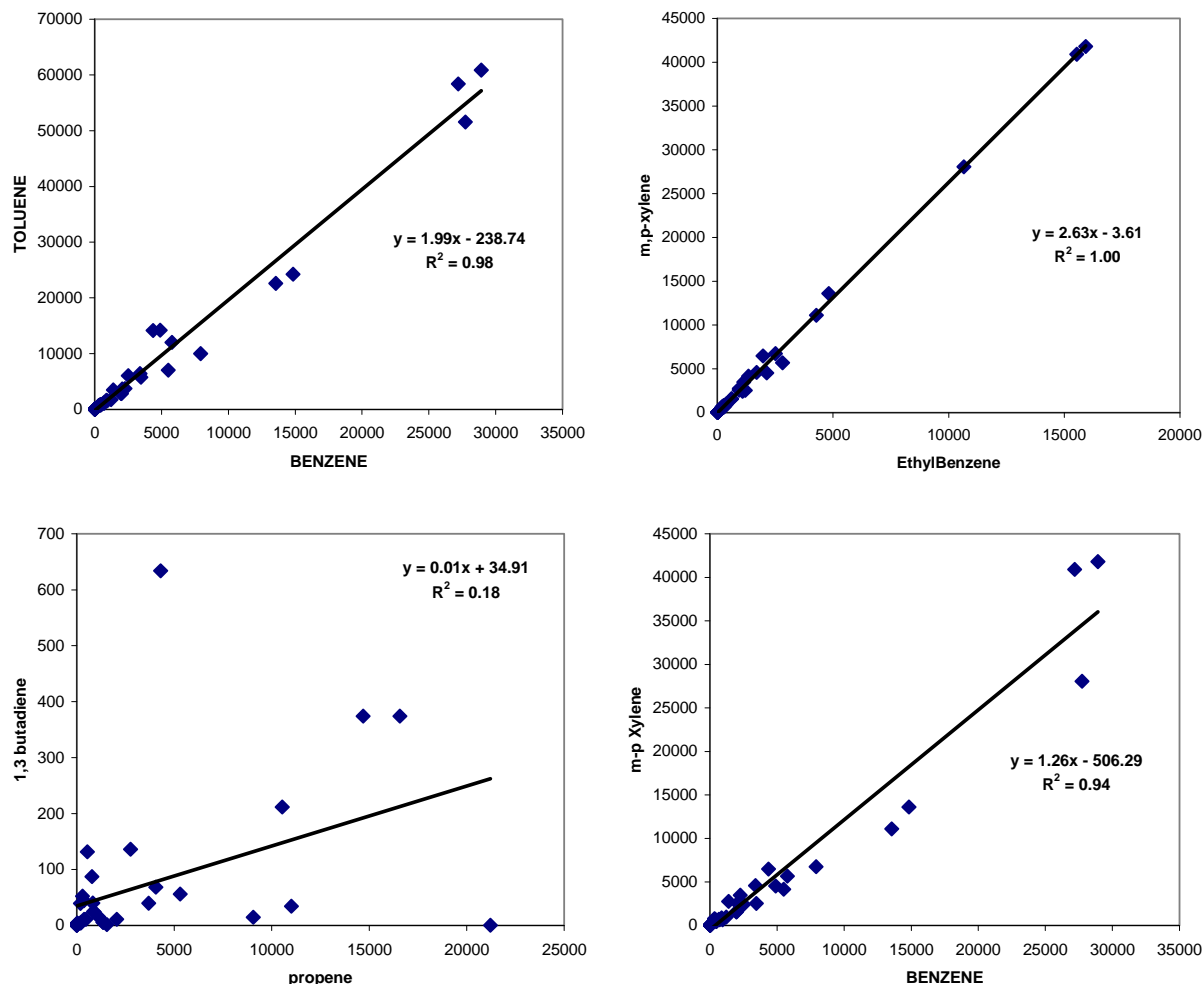 70000
60000
50000
40000
30000
20000
10000
0
TOLUENE
y = 1.99x - 238.74
R² = 0.98
0 5000 10000 15000 20000 25000 30000 35000
BENZENE
45000
40000
35000
30000
25000
20000
15000
10000
5000
0
m,p-xylene
y = 2.63x - 3.61
R² = 1.00
0 5000 10000 15000 20000
EthylBenzene
700
600
500
400
300
200
100
0
1,3 butadiene
y = 0.01x + 34.91
R² = 0.18
0 5000 10000 15000 20000 25000
propene
45000
40000
35000
30000
25000
20000
15000
10000
5000
0
m-p Xylene
y = 1.26x - 506.29
R² = 0.94
0 5000 10000 15000 20000 25000 30000 35000
BENZENE